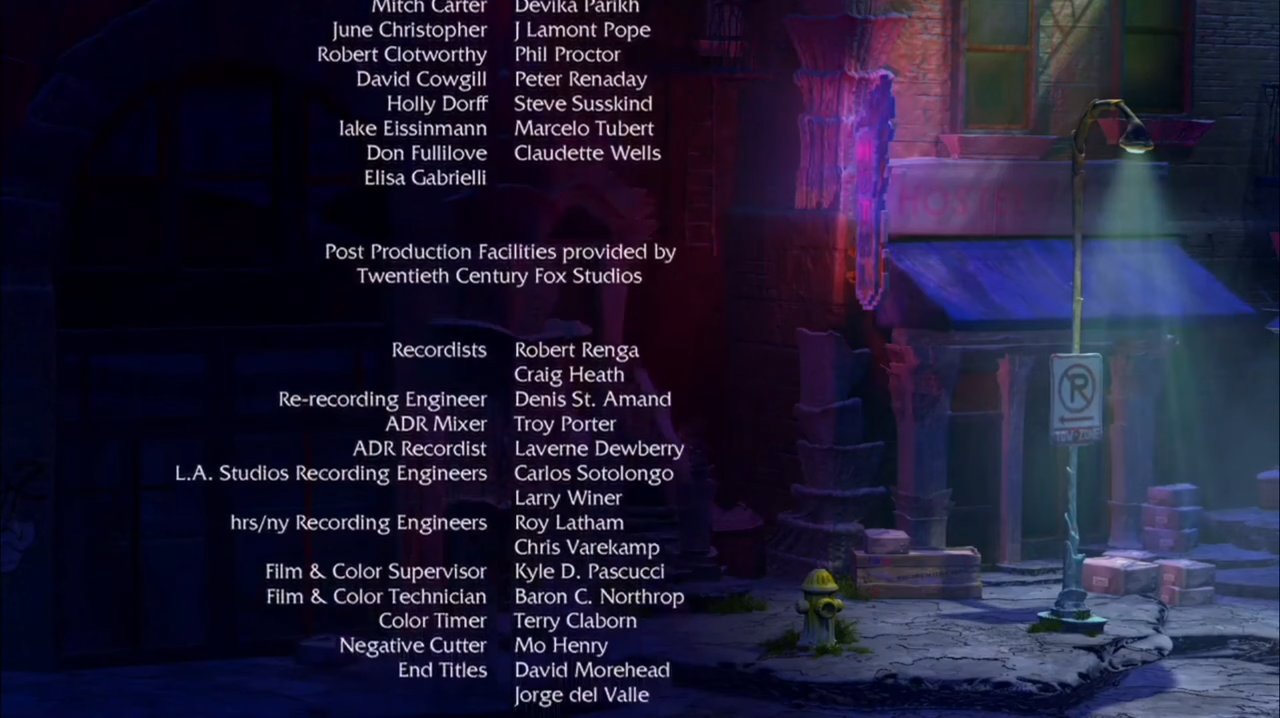 Mitch Carter Devika Parikh
June Christopher J Lamont Pope
Robert Clotworthy Phil Proctor
David Cowgill Peter Renaday
Holly Dorff Steve Susskind
Iake Eissinmann Marcelo Tubert
Don Fullilove Claudette Wells
Elisa Gabrielli
Post Production Facilities provided by
Twentieth Century Fox Studios
Recordists Robert Renga
Craig Heath
Re-recording Engineer Denis St. Amand
ADR Mixer Troy Porter
ADR Recordist Laverne Dewberry
L.A. Studios Recording Engineers Carlos Sotolongo
Larry Winer
hrs/ny Recording Engineers Roy Latham
Chris Varekamp
Film & Color Supervisor Kyle D. Pascucci
Film & Color Technician Baron C. Northrop
Color Timer Terry Claborn
Negative Cutter Mo Henry
End Titles David Morehead
Jorge del Valle
HOSTEL
P
TOW-ZONE